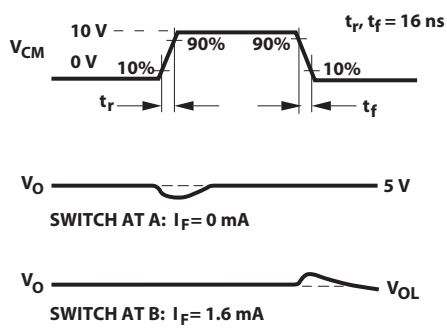 10 V
t_r, t_f = 16 ns
V_CM
90% 90%
0 V 10% 10%
t_r t_f
V_O 5 V
SWITCH AT A: I_F = 0 mA
V_O V_OL
SWITCH AT B: I_F = 1.6 mA